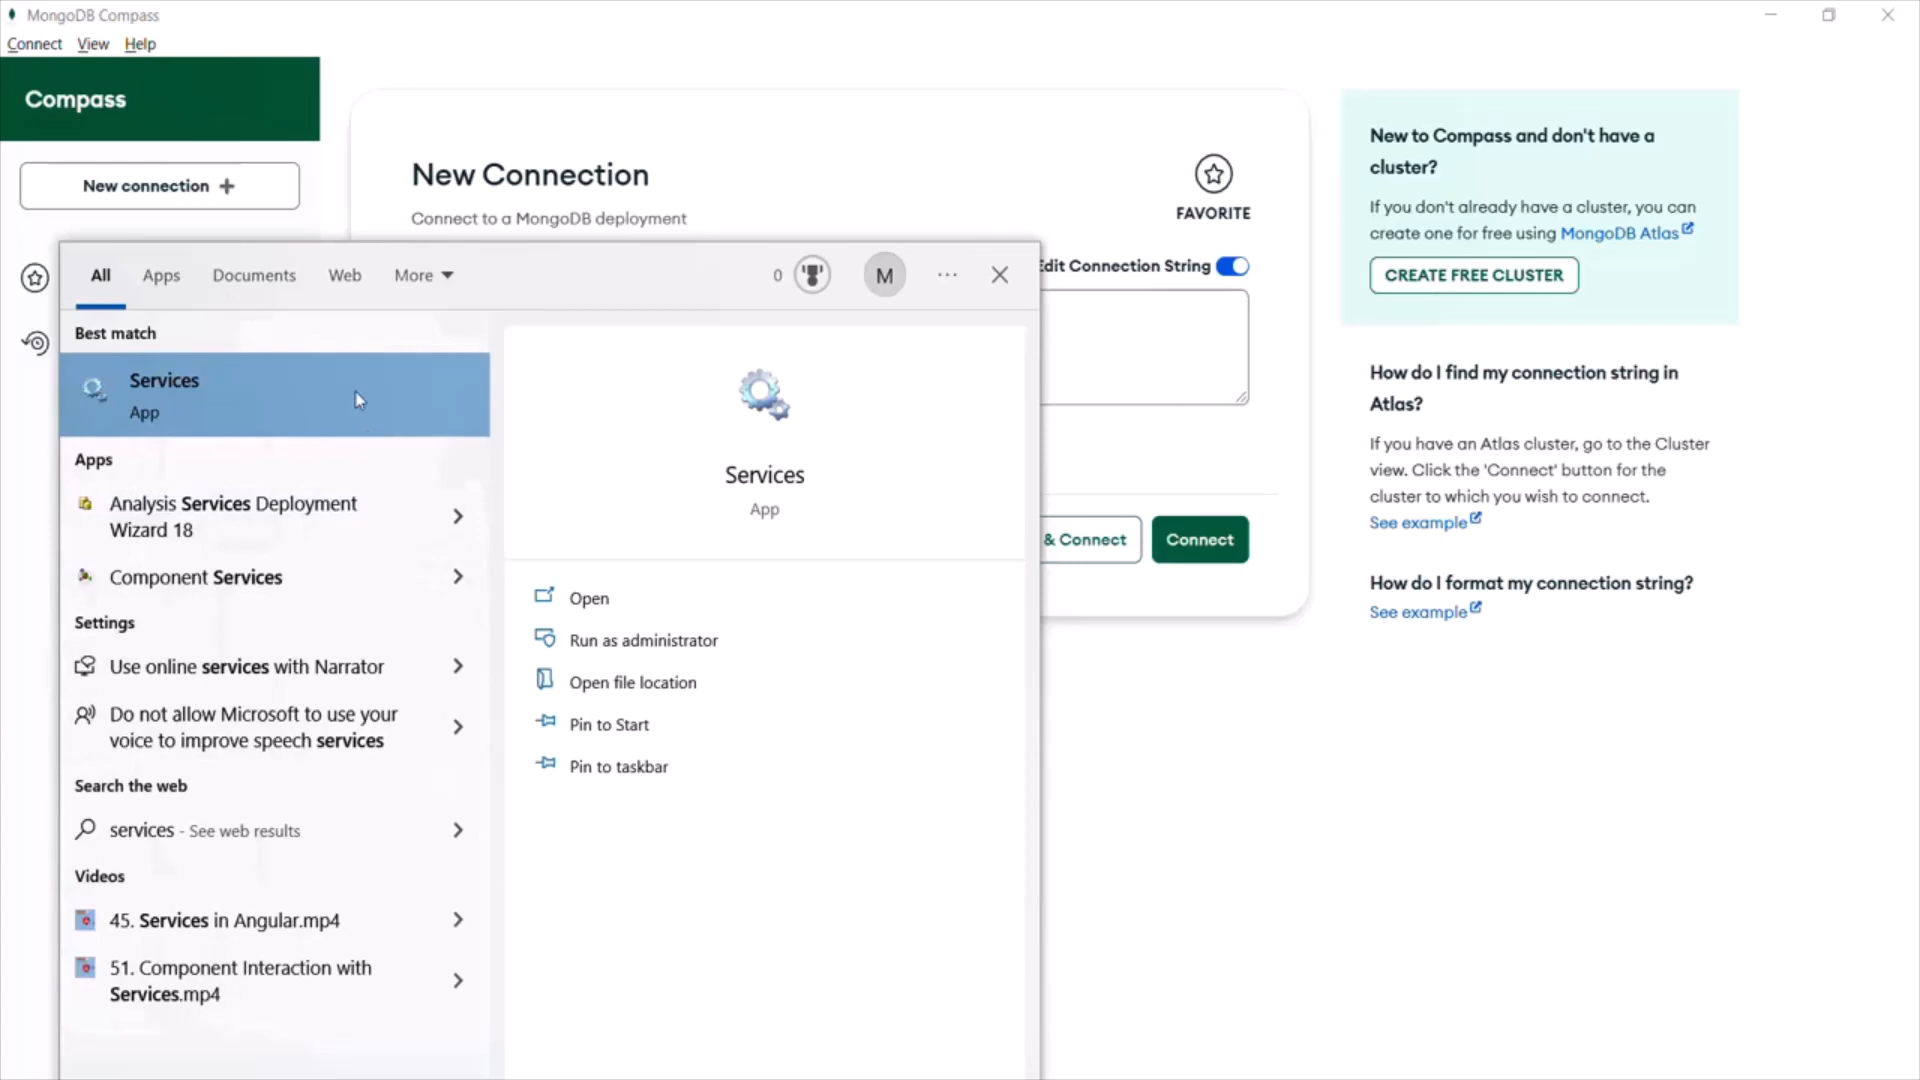 MongoDB Compass
Connect View Help
Compass
New connection
New Connection
Connect to a MongoDB deployment
FAVORITE
Edit Connection String
& Connect
Connect
New to Compass and don't have a
cluster?
If you don't already have a cluster, you can
create one for free using MongoDB Atlas
CREATE FREE CLUSTER
How do I find my connection string in
Atlas?
If you have an Atlas cluster, go to the Cluster
view. Click the 'Connect' button for the
cluster to which you wish to connect.
See example
How do I format my connection string?
See example
All Apps Documents Web More
0
M
Best match
Services
App
Apps
Analysis Services Deployment
Wizard 18
Component Services
Settings
Use online services with Narrator
Do not allow Microsoft to use your
voice to improve speech services
Search the web
services - See web results
Videos
45. Services in Angular.mp4
51. Component Interaction with
Services.mp4
Services
App
Open
Run as administrator
Open file location
Pin to Start
Pin to taskbar